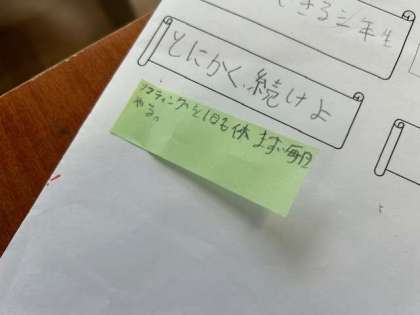 きる三年生
とにかく、続けよ
リフティングを1日も休まず、毎日
やる。